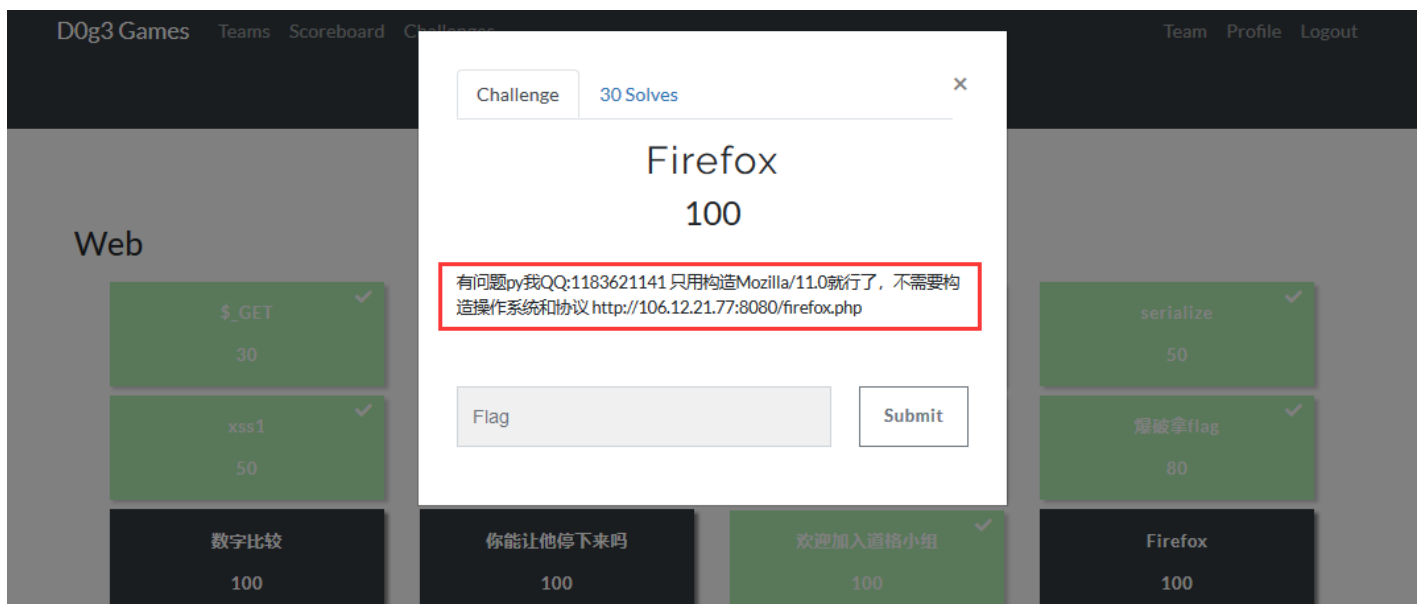 D0g3 Games Teams Scoreboard Challenges Team Profile Logout
Challenge 30 Solves ×
Firefox
100
有问题py我QQ:1183621141 只用构造Mozilla/11.0就行了，不需要构
造操作系统和协议 http://106.12.21.77:8080/firefox.php
Flag Submit
Web
$_GET serialize
30 50
xss1 爆破拿flag
50 80
数字比较 你能让他停下来吗 欢迎加入道格小组 Firefox
100 100 100 100